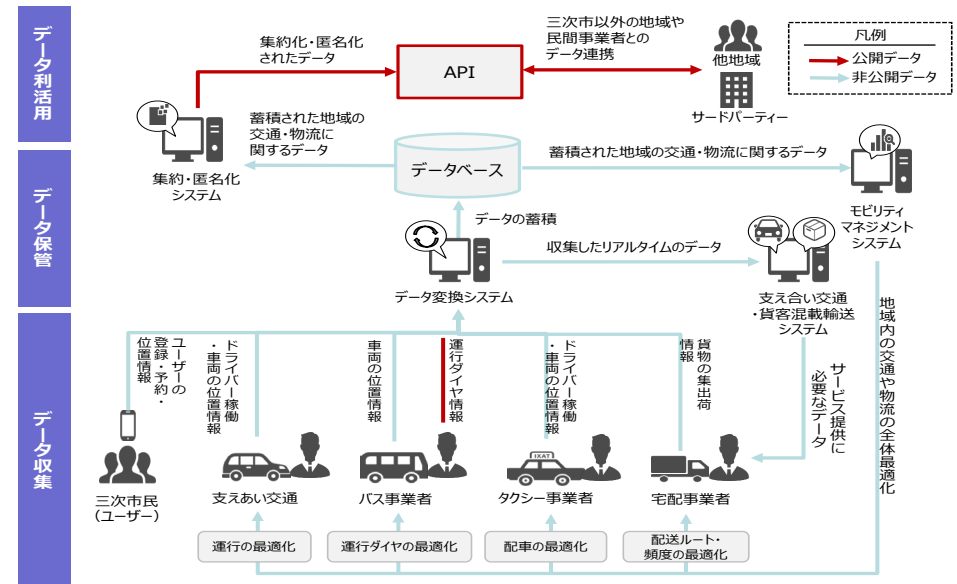 データ利活用
集約化・匿名化
されたデータ
API
三次市以外の地域や
民間事業者との
データ連携
他地域
サードパーティー
凡例
公開データ
非公開データ
蓄積された地域の
交通・物流に
関するデータ
集約・匿名化
システム
データ保管
データベース
蓄積された地域の交通・物流に関するデータ
モビリティ
マネジメント
システム
データの蓄積
データ変換システム
収集したリアルタイムのデータ
支え合い交通
・貨客混載輸送
システム
データ収集
ユーザーの
登録・予約・
位置情報
ドライバー稼働
・車両の位置情報
車両の位置情報
運行ダイヤ情報
ドライバー稼働
・車両の位置情報
貨物の集出荷
情報
サービス提供に
必要なデータ
地域内の交通や物流の全体最適化
三次市民
（ユーザー）
支えあい交通
バス事業者
IXAT
タクシー事業者
宅配事業者
運行の最適化
運行ダイヤの最適化
配車の最適化
配送ルート・
頻度の最適化